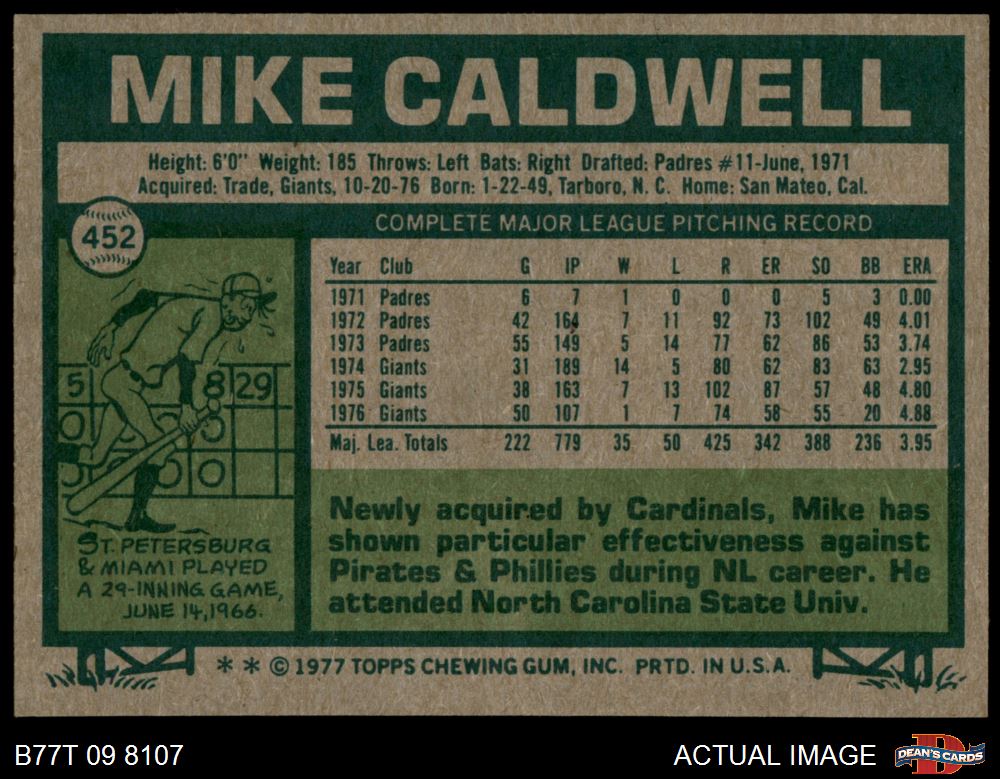 MIKE CALDWELL
Height: 6'0" Weight: 185 Throws: Left Bats: Right Drafted: Padres #11-June, 1971
Acquired: Trade, Giants, 10-20-76 Born: 1-22-49, Tarboro, N. C. Home: San Mateo, Cal.
452
COMPLETE MAJOR LEAGUE PITCHING RECORD
Year Club G IP W L R ER SO BB ERA
1971 Padres 6 7 1 0 0 0 5 3 0.00
1972 Padres 42 164 7 11 92 73 102 49 4.01
1973 Padres 55 149 5 14 77 62 86 53 3.74
1974 Giants 31 189 14 5 80 62 83 63 2.95
1975 Giants 38 163 7 13 102 87 57 48 4.80
1976 Giants 50 107 1 7 74 58 55 20 4.88
Maj. Lea. Totals 222 779 35 50 425 342 388 236 3.95
5 8 29
0 0
0 0
ST. PETERSBURG
& MIAMI PLAYED
A 29-INNING GAME,
JUNE 14, 1966.
Newly acquired by Cardinals, Mike has
shown particular effectiveness against
Pirates & Phillies during NL career. He
attended North Carolina State Univ.
* * © 1977 TOPPS CHEWING GUM, INC. PRTD. IN U.S.A.
B77T 09 8107
ACTUAL IMAGE
DEAN'S CARDS